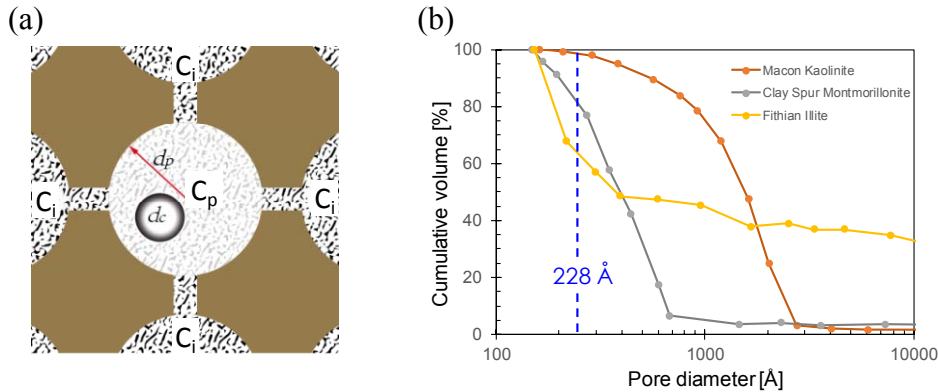 (a)
(b)
Cᵢ
Cᵢ
Cᵢ
Cᵢ
Cₚ
dₚ
d꜀
Cumulative volume [%]
100
80
60
40
20
0
Macon Kaolinite
Clay Spur Montmorillonite
Fithian Illite
228 Å
100
1000
10000
Pore diameter [Å]